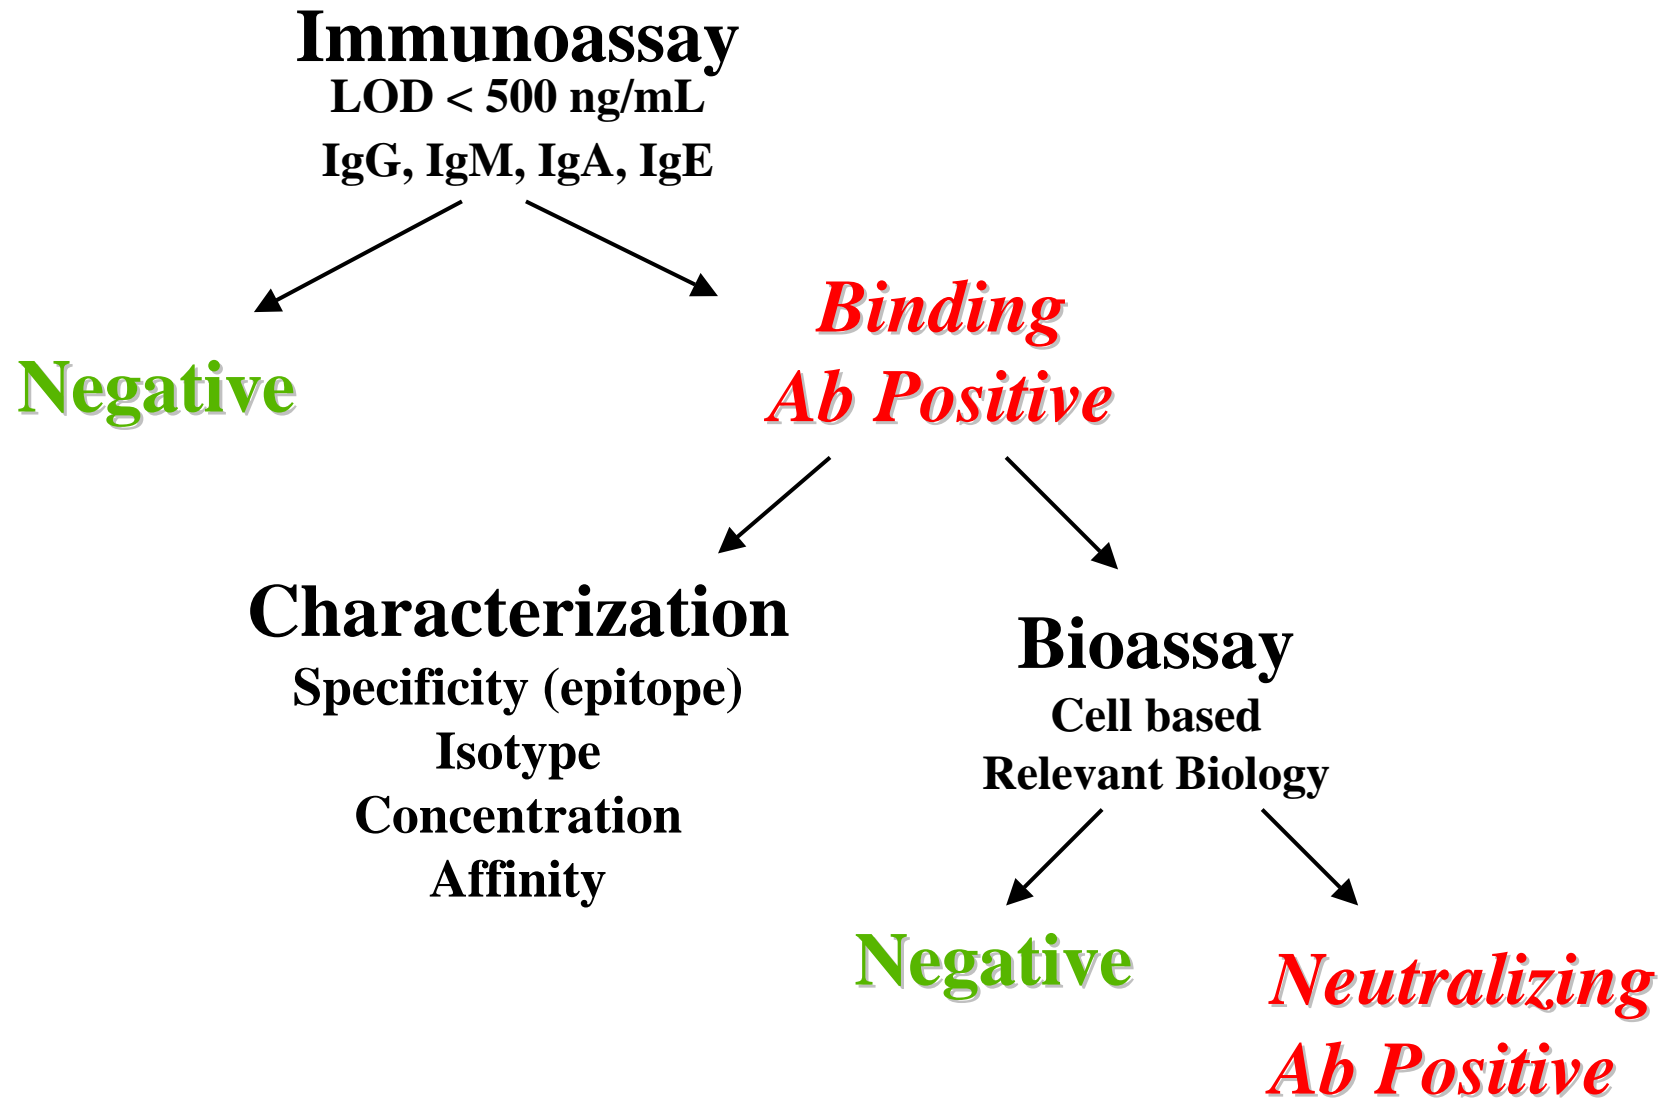 Immunoassay
LOD < 500 ng/mL
IgG, IgM, IgA, IgE
Negative
Binding
Ab Positive
Characterization
Specificity (epitope)
Isotype
Concentration
Affinity
Bioassay
Cell based
Relevant Biology
Negative
Neutralizing
Ab Positive